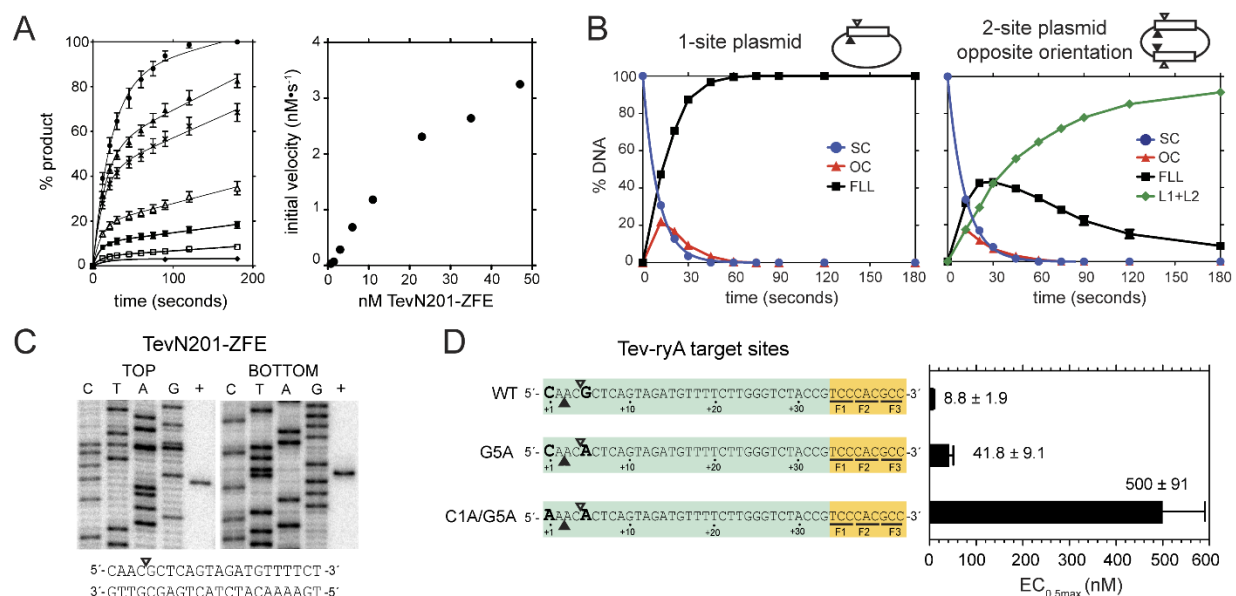 A
% product
100
80
60
40
20
0
0
100
200
time (seconds)
initial velocity (nM•s⁻¹)
4
3
2
1
0
0 10 20 30 40 50
nM TevN201-ZFE
B
1-site plasmid
2-site plasmid
opposite orientation
% DNA
100
80
60
40
20
0
SC
OC
FLL
0 30 60 90 120 150 180
time (seconds)
SC
OC
FLL
L1+L2
0 30 60 90 120 150 180
time (seconds)
C
TevN201-ZFE
TOP
BOTTOM
C T A G + C T A G +
5´-CAACGCTCAGTAGATGTTTTCT-3´
3´-GTTGCGAGTCATCTACAAAAGT-5´
D
Tev-ryA target sites
WT 5´-CAACGCTCAGTAGATGTTTTCTTGGGTCTACCGTCCCACGCC-3´
+1 +10 +20 +30 F1 F2 F3
G5A 5´-CAACACTCAGTAGATGTTTTCTTGGGTCTACCGTCCCACGCC-3´
+1 +10 +20 +30 F1 F2 F3
C1A/G5A 5´-AAACACTCAGTAGATGTTTTCTTGGGTCTACCGTCCCACGCC-3´
+1 +10 +20 +30 F1 F2 F3
8.8 ± 1.9
41.8 ± 9.1
500 ± 91
0 100 200 300 400 500 600
EC0.5max (nM)